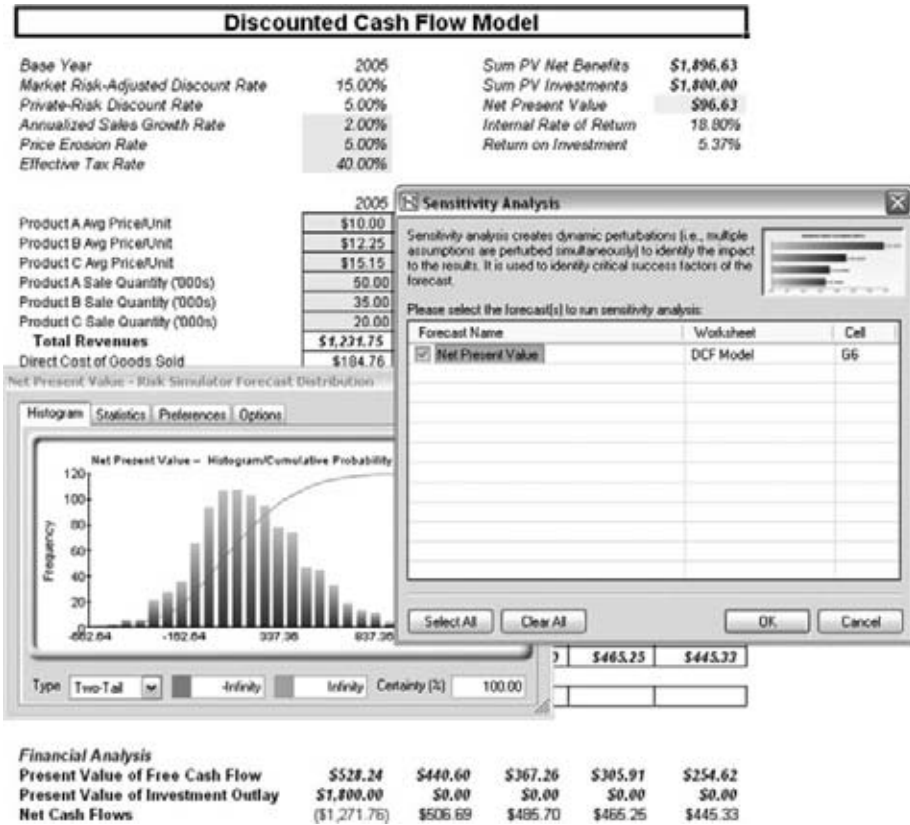 Discounted Cash Flow Model
Base Year 2005 Sum PV Net Benefits $1,896.63
Market Risk-Adjusted Discount Rate 15.00% Sum PV Investments $1,800.00
Private-Risk Discount Rate 5.00% Net Present Value $96.63
Annualized Sales Growth Rate 2.00% Internal Rate of Return 18.80%
Price Erosion Rate 5.00% Return on Investment 5.37%
Effective Tax Rate 40.00%
2005
Product A Avg Price/Unit $10.00
Product B Avg Price/Unit $12.25
Product C Avg Price/Unit $15.15
Product A Sale Quantity ('000s) 50.00
Product B Sale Quantity ('000s) 35.00
Product C Sale Quantity ('000s) 20.00
Total Revenues $1,231.75
Direct Cost of Goods Sold $184.76
Sensitivity Analysis
Sensitivity analysis creates dynamic perturbations (i.e., multiple
assumptions are perturbed simultaneously) to identify the impact
to the results. It is used to identify critical success factors of the
forecast.
Please select the forecast(s) to run sensitivity analysis:
Forecast Name Worksheet Cell
Net Present Value DCF Model G6
Select All Clear All OK Cancel
Net Present Value - Risk Simulator Forecast Distribution
Histogram Statistics Preferences Options
Net Present Value – Histogram/Cumulative Probability
Frequency
120
100
80
60
40
20
0
-662.64 -162.64 337.36 837.36
Type Two-Tail -Infinity Infinity Certainty (%) 100.00
$465.25 $445.33
Financial Analysis
Present Value of Free Cash Flow $528.24 $440.60 $367.26 $305.91 $254.62
Present Value of Investment Outlay $1,800.00 $0.00 $0.00 $0.00 $0.00
Net Cash Flows ($1,271.76) $506.69 $485.70 $465.25 $445.33